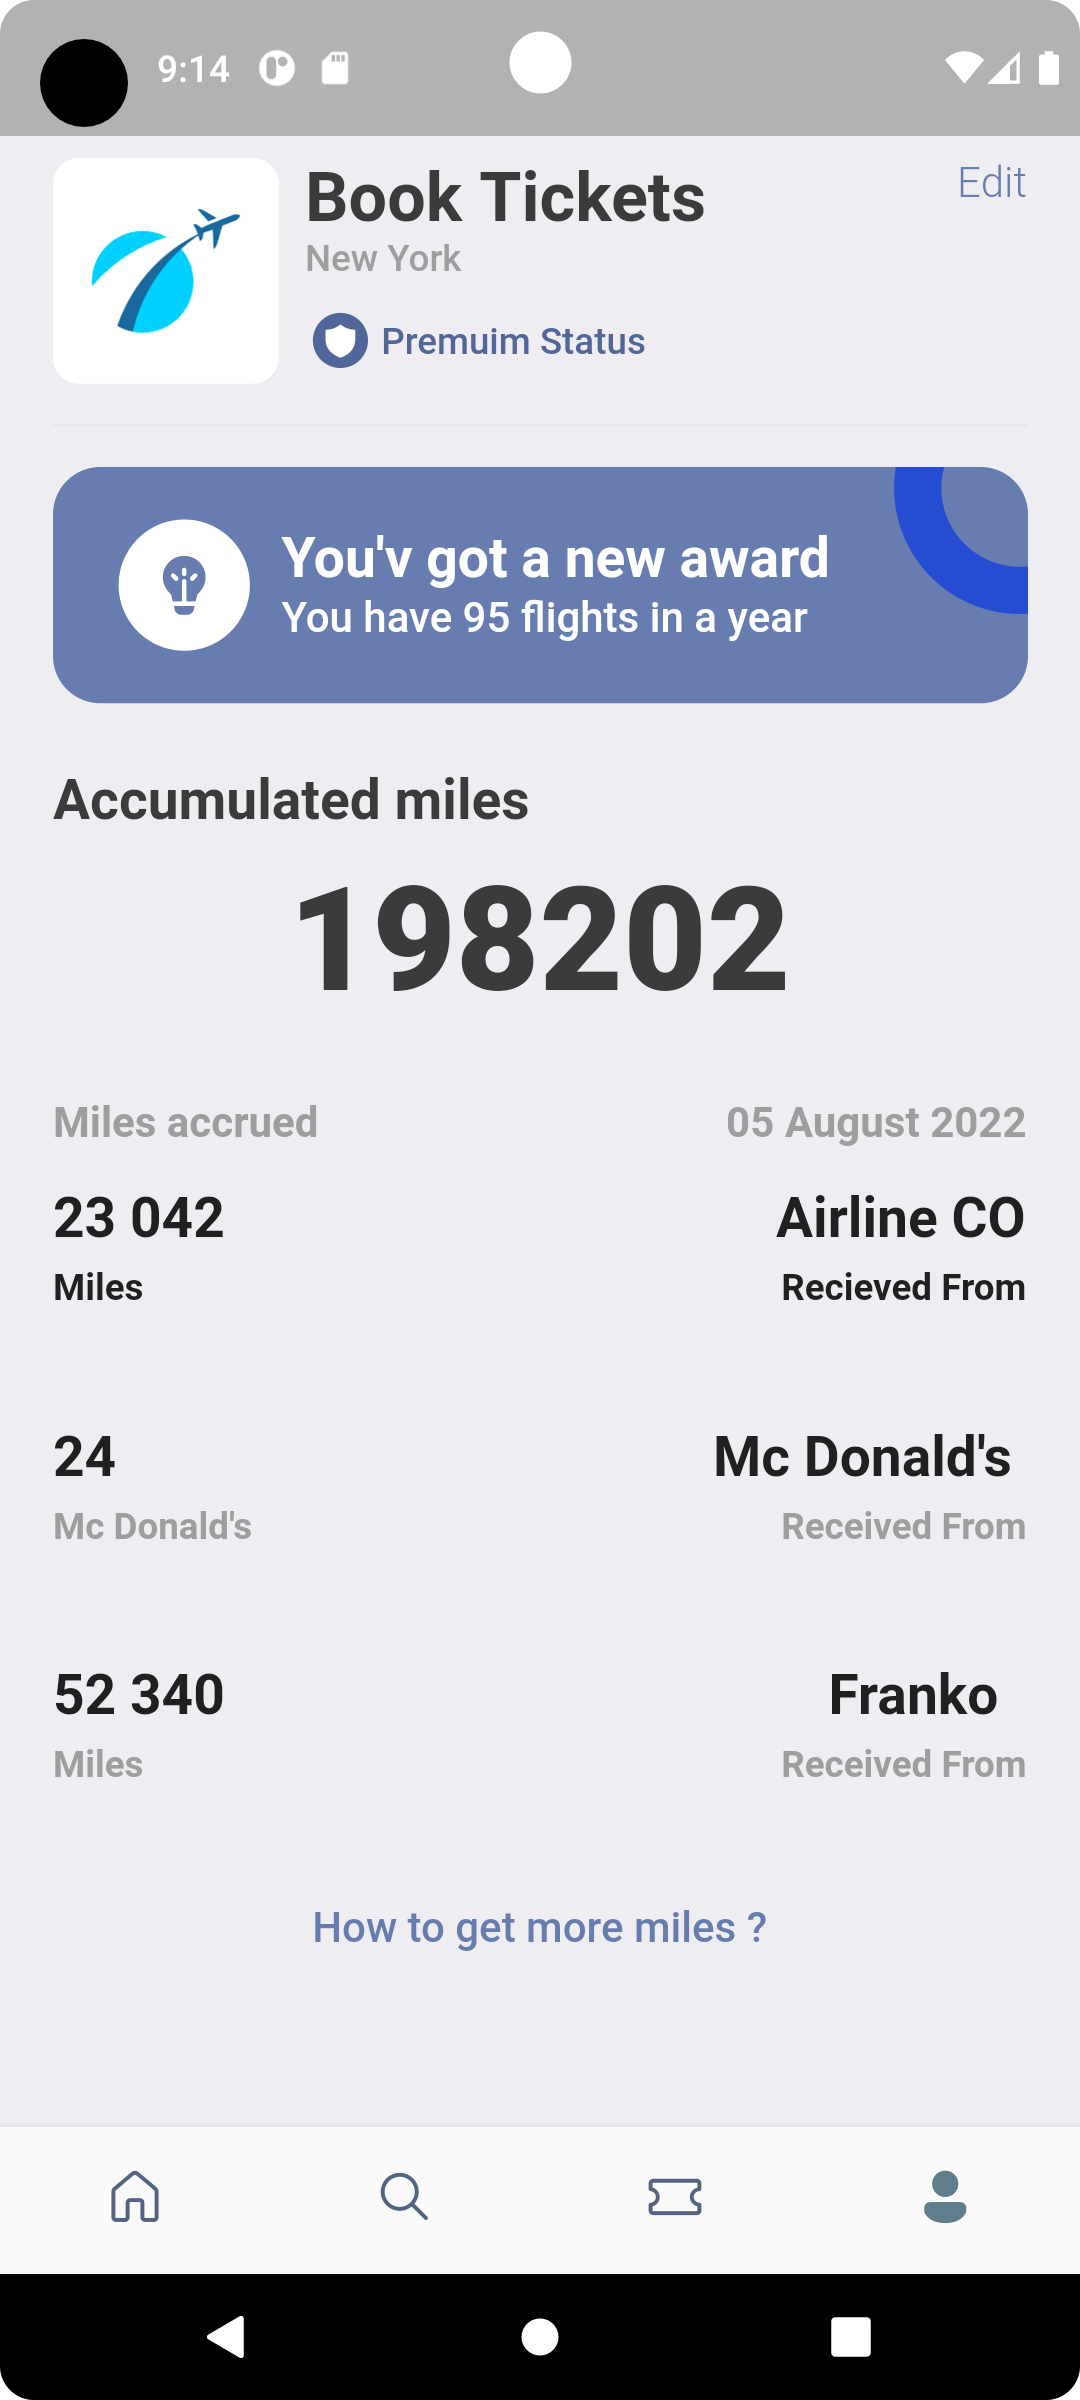 9:14
Book Tickets
Edit
New York
Premuim Status
You'v got a new award
You have 95 flights in a year
Accumulated miles
198202
Miles accrued
05 August 2022
23 042
Airline CO
Miles
Recieved From
24
Mc Donald's
Mc Donald's
Received From
52 340
Franko
Miles
Received From
How to get more miles ?